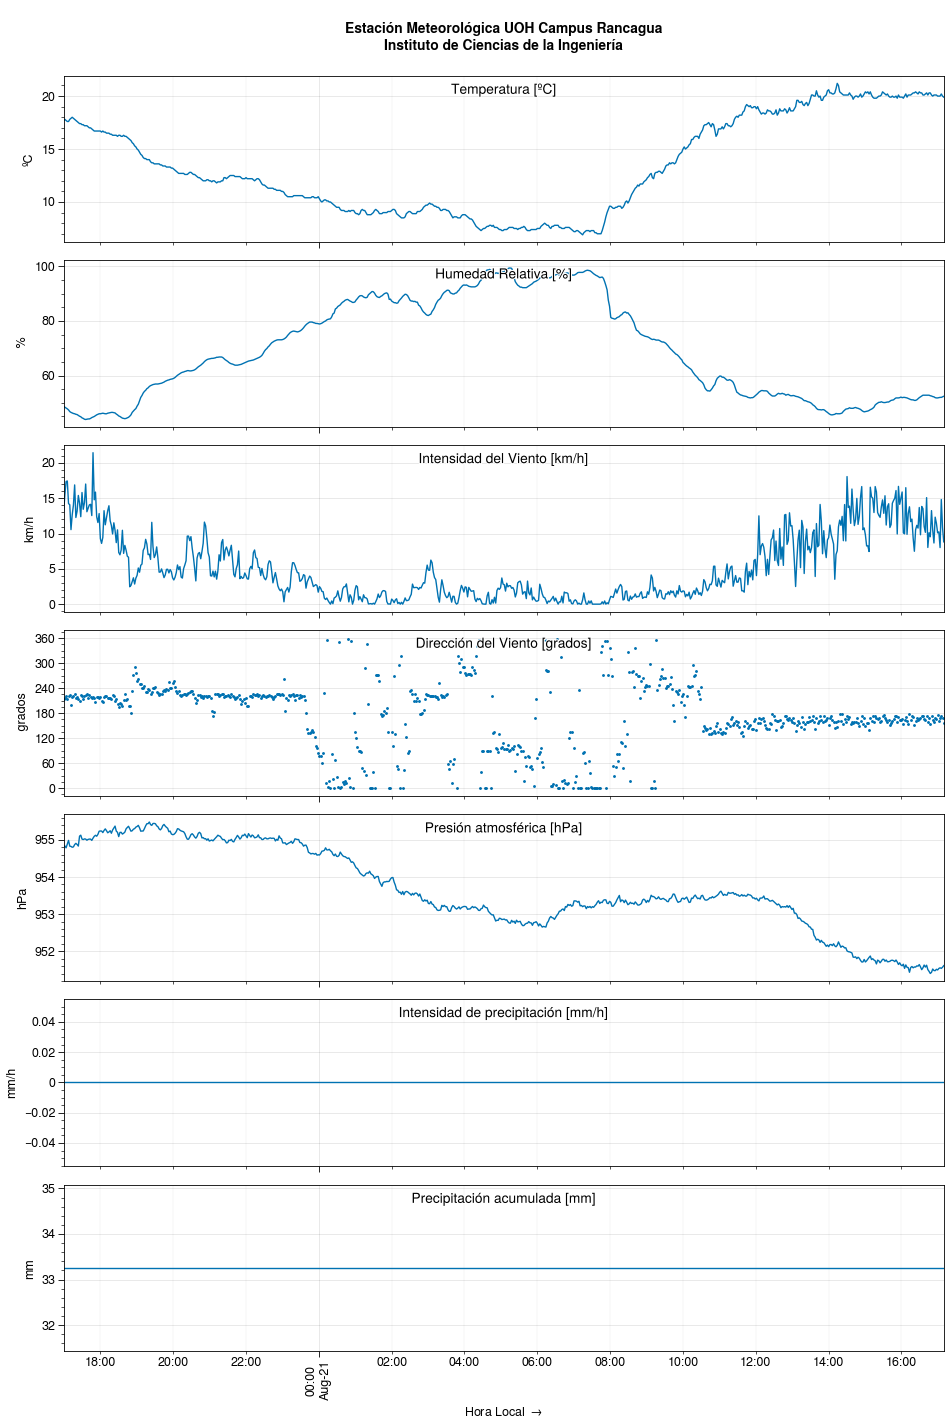 Estación Meteorológica UOH Campus Rancagua
Instituto de Ciencias de la Ingeniería
Temperatura [ºC]
20
15
10
ºC
Humedad Relativa [%]
100
80
60
%
Intensidad del Viento [km/h]
20
15
10
5
0
km/h
Dirección del Viento [grados]
360
300
240
180
120
60
0
grados
Presión atmosférica [hPa]
955
954
953
952
hPa
Intensidad de precipitación [mm/h]
0.04
0.02
0
−0.02
−0.04
mm/h
Precipitación acumulada [mm]
35
34
33
32
mm
18:00 20:00 22:00 00:00 02:00 04:00 06:00 08:00 10:00 12:00 14:00 16:00
Aug-21
Hora Local →